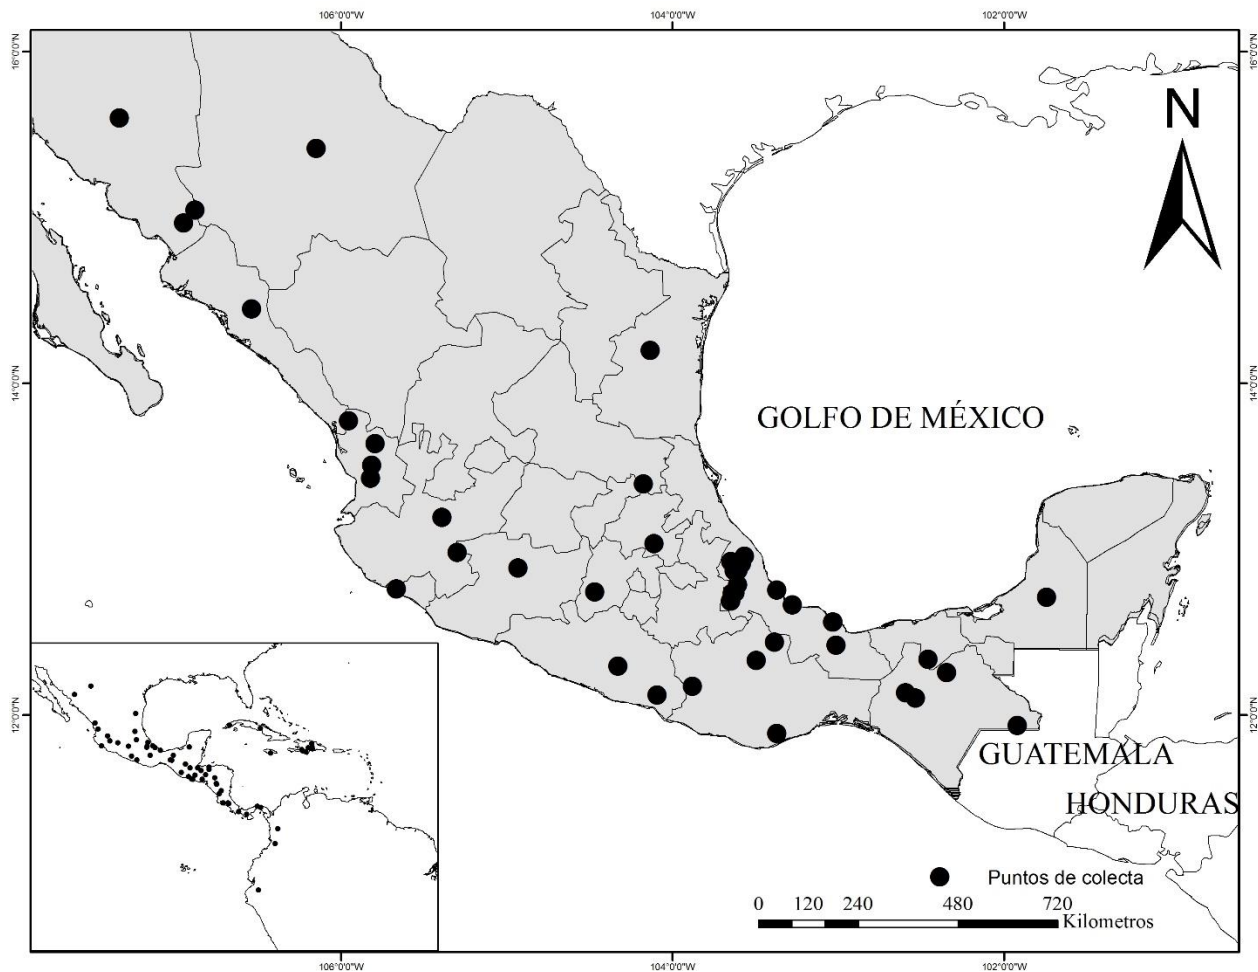 106°0'0"W 104°0'0"W 102°0'0"W
16°0'0"N 16°0'0"N
N
14°0'0"N 14°0'0"N
GOLFO DE MÉXICO
12°0'0"N 12°0'0"N
GUATEMALA
HONDURAS
Puntos de colecta
0 120 240 480 720
Kilometros
106°0'0"W 104°0'0"W 102°0'0"W